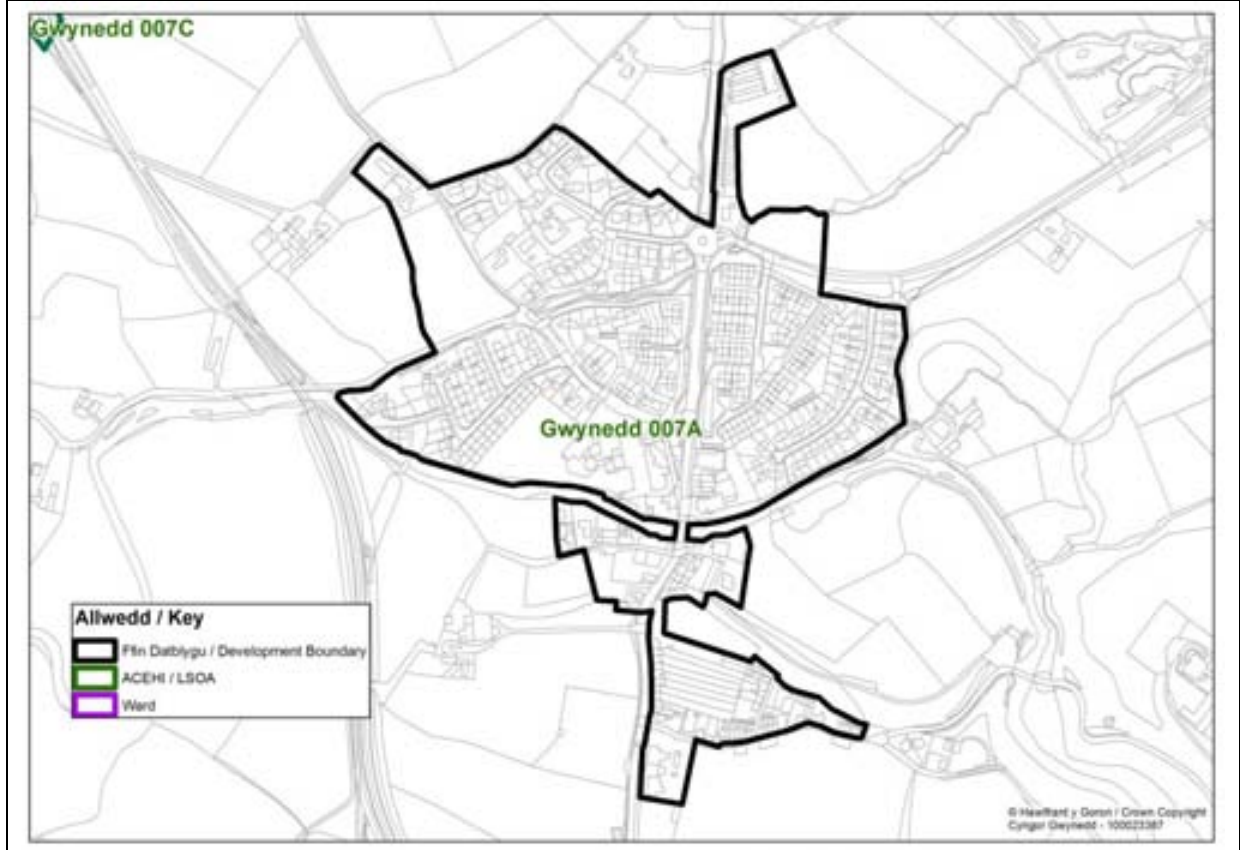 Gwynedd 007C
Gwynedd 007A
Allwedd / Key
Ffin Datblygu / Development Boundary
ACEHI / LSOA
Ward
© Hawlfraint y Goron / Crown Copyright
Cyngor Gwynedd - 100023387